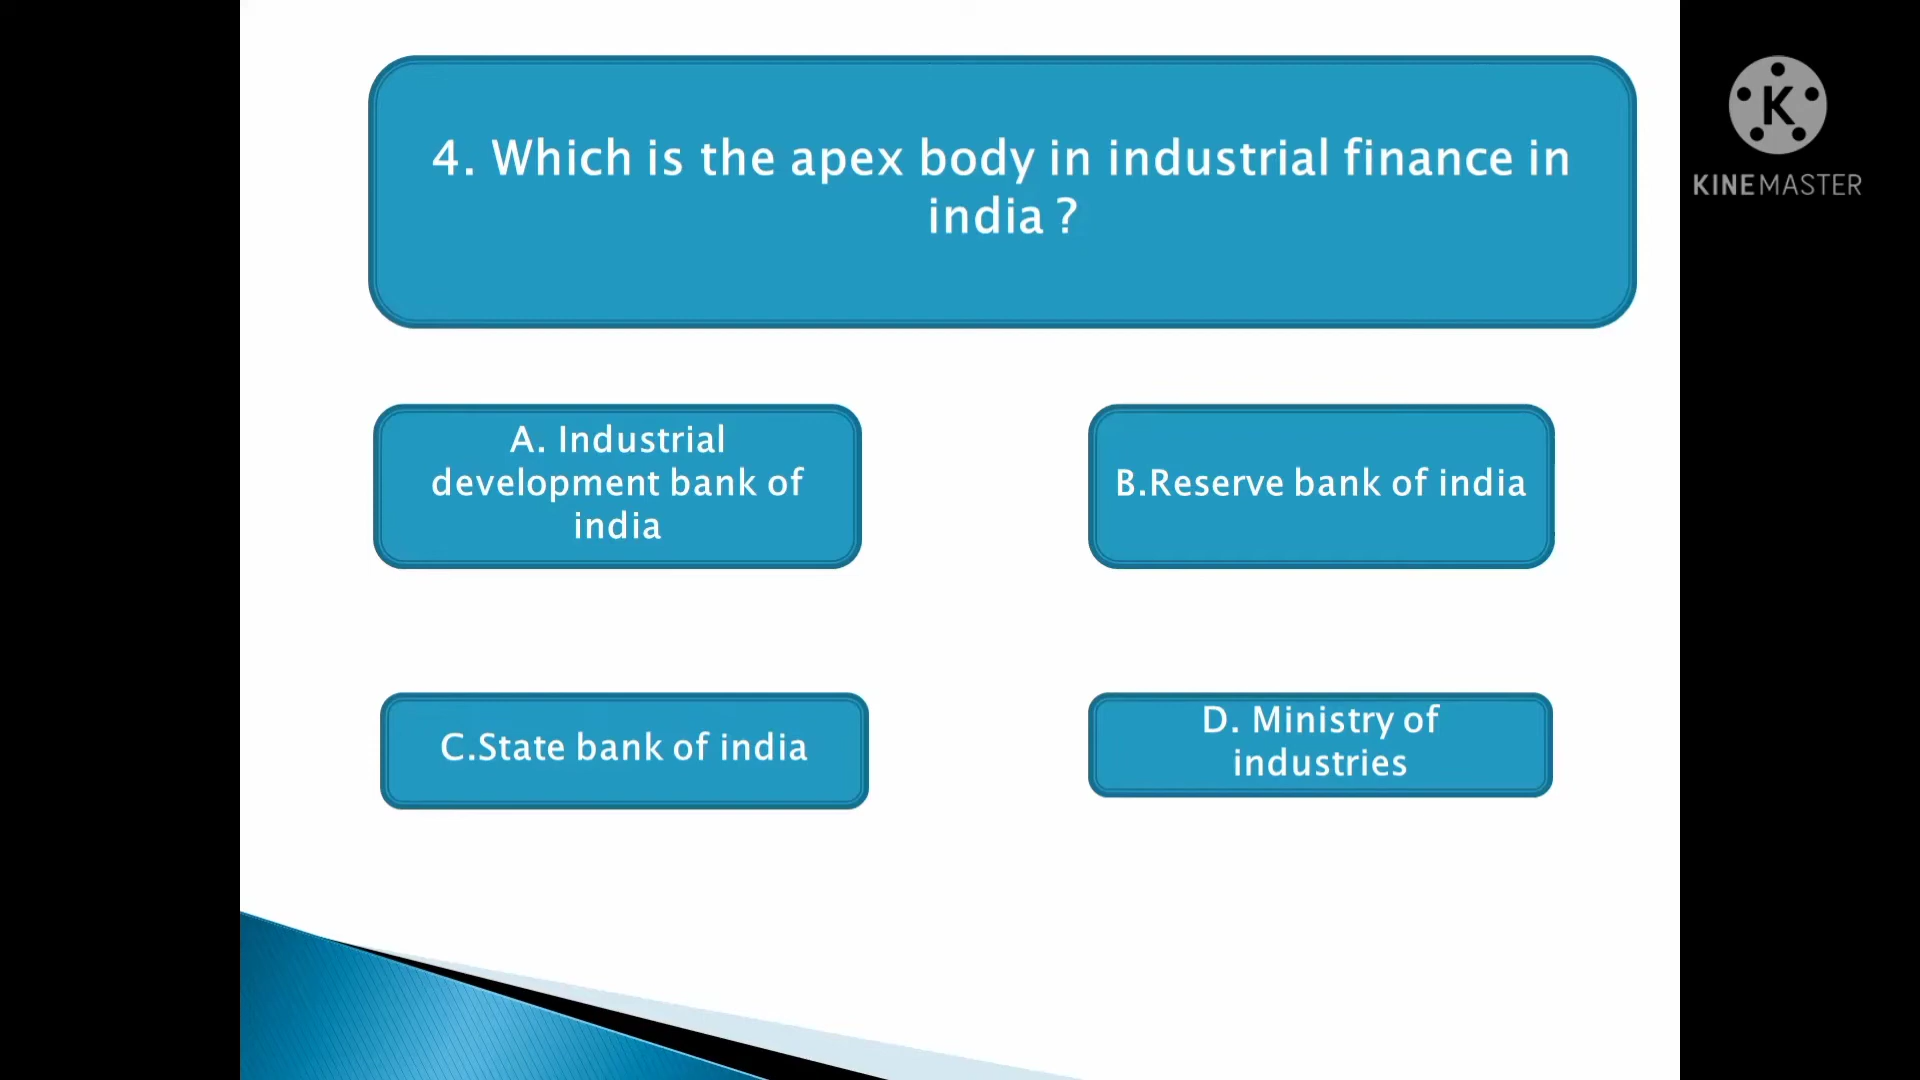 4. Which is the apex body in industrial finance in
india ?
A. Industrial
development bank of
india
B.Reserve bank of india
C.State bank of india
D. Ministry of
industries
K
KINEMASTER